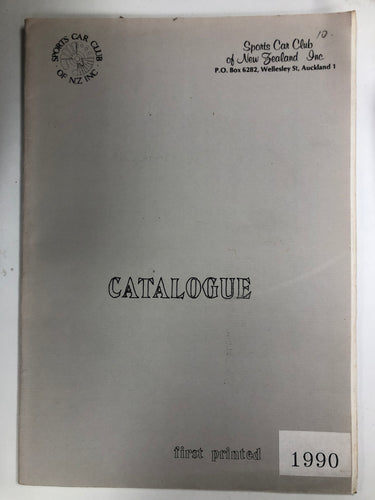 SPORTS CAR CLUB
OF N.Z INC
10.
Sports Car Club
of New Zealand Inc.
P.O. Box 6282, Wellesley St, Auckland 1
CATALOGUE
first printed
1990